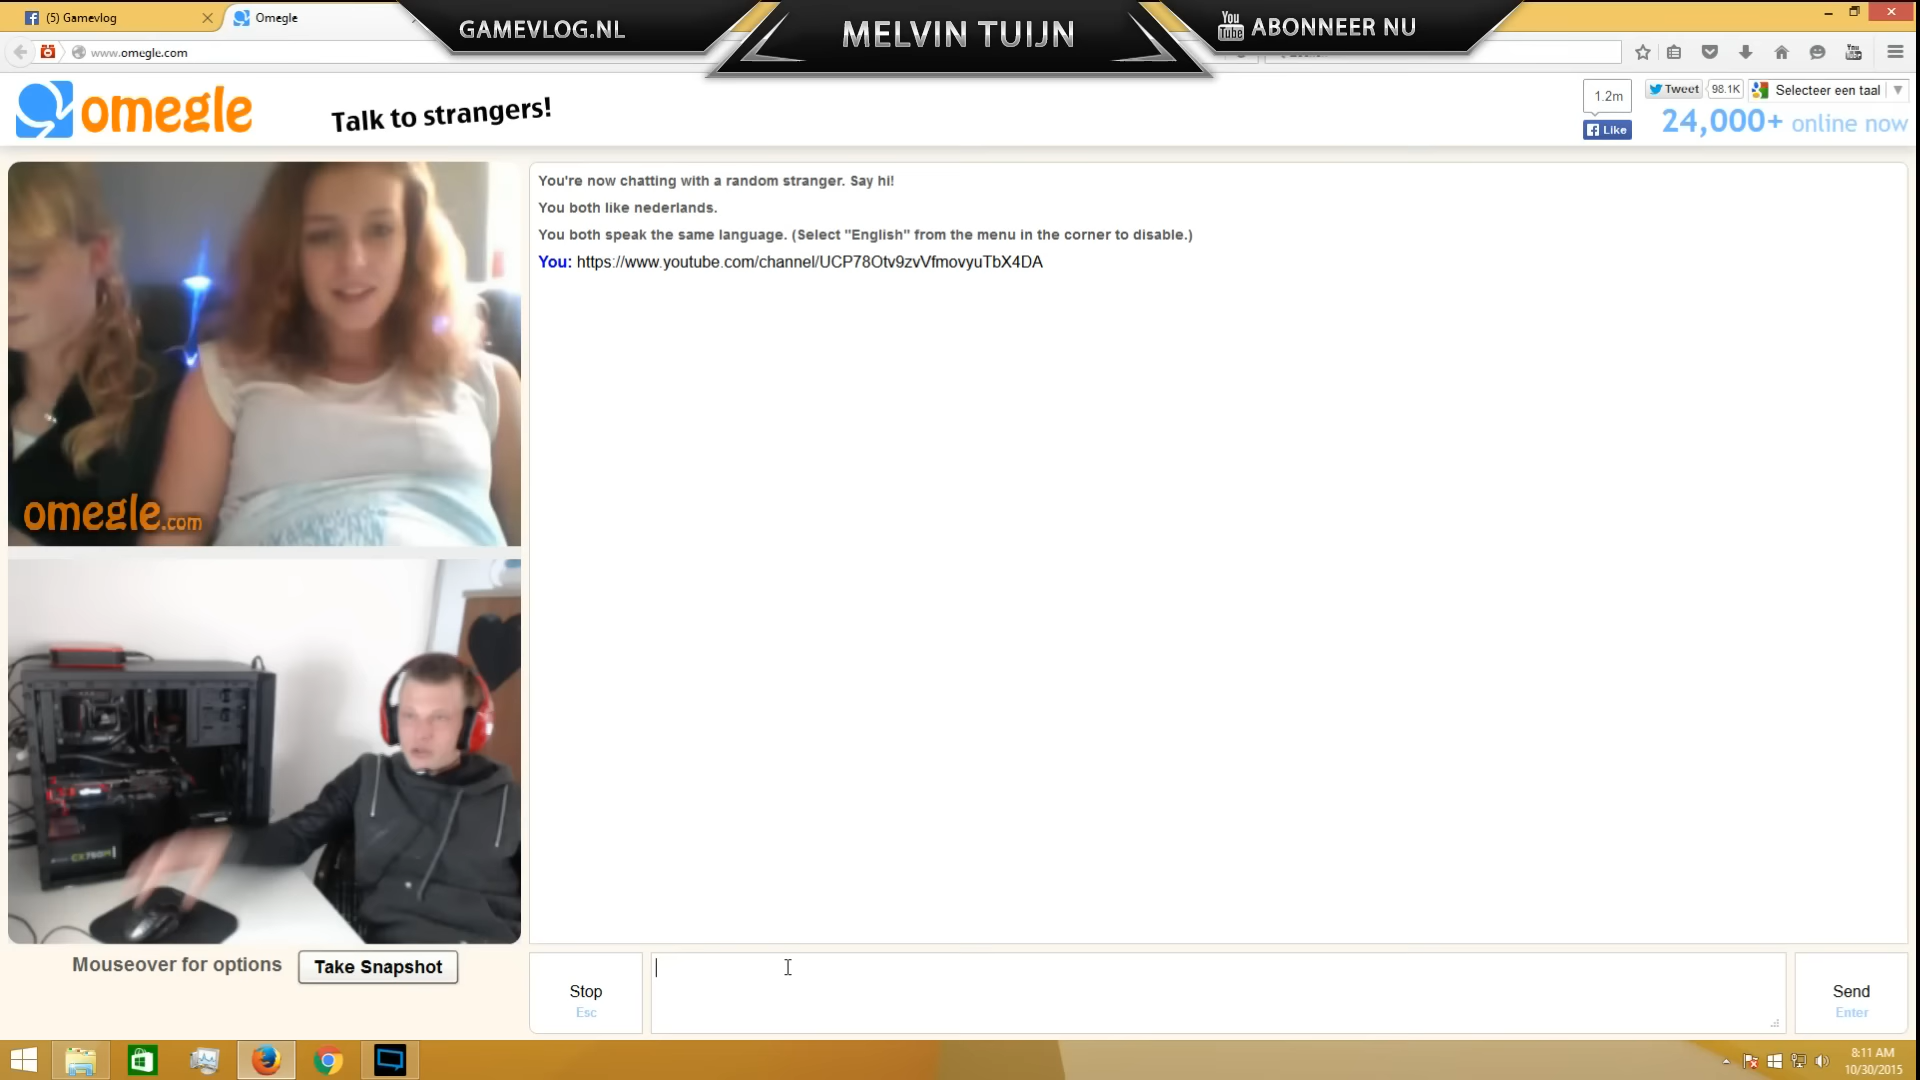 (5) Gamevlog
Omegle
GAMEVLOG.NL
MELVIN TUIJN
You Tube ABONNEER NU
www.omegle.com
omegle
Talk to strangers!
1.2m
Like
Tweet
98.1K
Selecteer een taal
24,000+ online now
You're now chatting with a random stranger. Say hi!
You both like nederlands.
You both speak the same language. (Select "English" from the menu in the corner to disable.)
You: https://www.youtube.com/channel/UCP78Otv9zvVfmovyuTbX4DA
omegle.com
Mouseover for options
Take Snapshot
Stop
Esc
Send
Enter
8:11 AM
10/30/2015